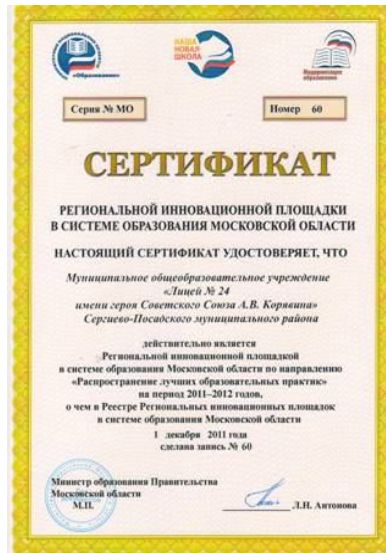 «Образование»
НАША
НОВАЯ
ШКОЛА
Модернизация
образования
Серия № МО
Номер 60
СЕРТИФИКАТ
РЕГИОНАЛЬНОЙ ИННОВАЦИОННОЙ ПЛОЩАДКИ
В СИСТЕМЕ ОБРАЗОВАНИЯ МОСКОВСКОЙ ОБЛАСТИ
НАСТОЯЩИЙ СЕРТИФИКАТ УДОСТОВЕРЯЕТ, ЧТО
Муниципальное общеобразовательное учреждение
«Лицей № 24
имени героя Советского Союза А.В. Корявина»
Сергиево-Посадского муниципального района
действительно является
Региональной инновационной площадкой
в системе образования Московской области по направлению
«Распространение лучших образовательных практик»
на период 2011–2012 годов,
о чем в Реестре Региональных инновационных площадок
в системе образования Московской области
1 декабря 2011 года
сделана запись № 60
Министр образования Правительства
Московской области
М.П.
Л.Н. Антонова